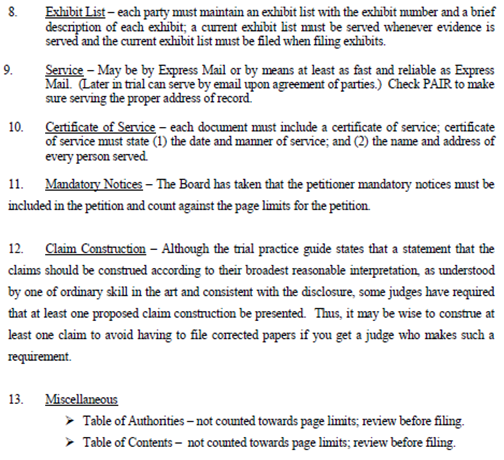 8. Exhibit List – each party must maintain an exhibit list with the exhibit number and a brief
description of each exhibit; a current exhibit list must be served whenever evidence is
served and the current exhibit list must be filed when filing exhibits.
9. Service – May be by Express Mail or by means at least as fast and reliable as Express
Mail. (Later in trial can serve by email upon agreement of parties.) Check PAIR to make
sure serving the proper address of record.
10. Certificate of Service – each document must include a certificate of service; certificate
of service must state (1) the date and manner of service; and (2) the name and address of
every person served.
11. Mandatory Notices – The Board has taken that the petitioner mandatory notices must be
included in the petition and count against the page limits for the petition.
12. Claim Construction – Although the trial practice guide states that a statement that the
claims should be construed according to their broadest reasonable interpretation, as understood
by one of ordinary skill in the art and consistent with the disclosure, some judges have required
that at least one proposed claim construction be presented. Thus, it may be wise to construe at
least one claim to avoid having to file corrected papers if you get a judge who makes such a
requirement.
13. Miscellaneous
➢ Table of Authorities – not counted towards page limits; review before filing.
➢ Table of Contents – not counted towards page limits; review before filing.